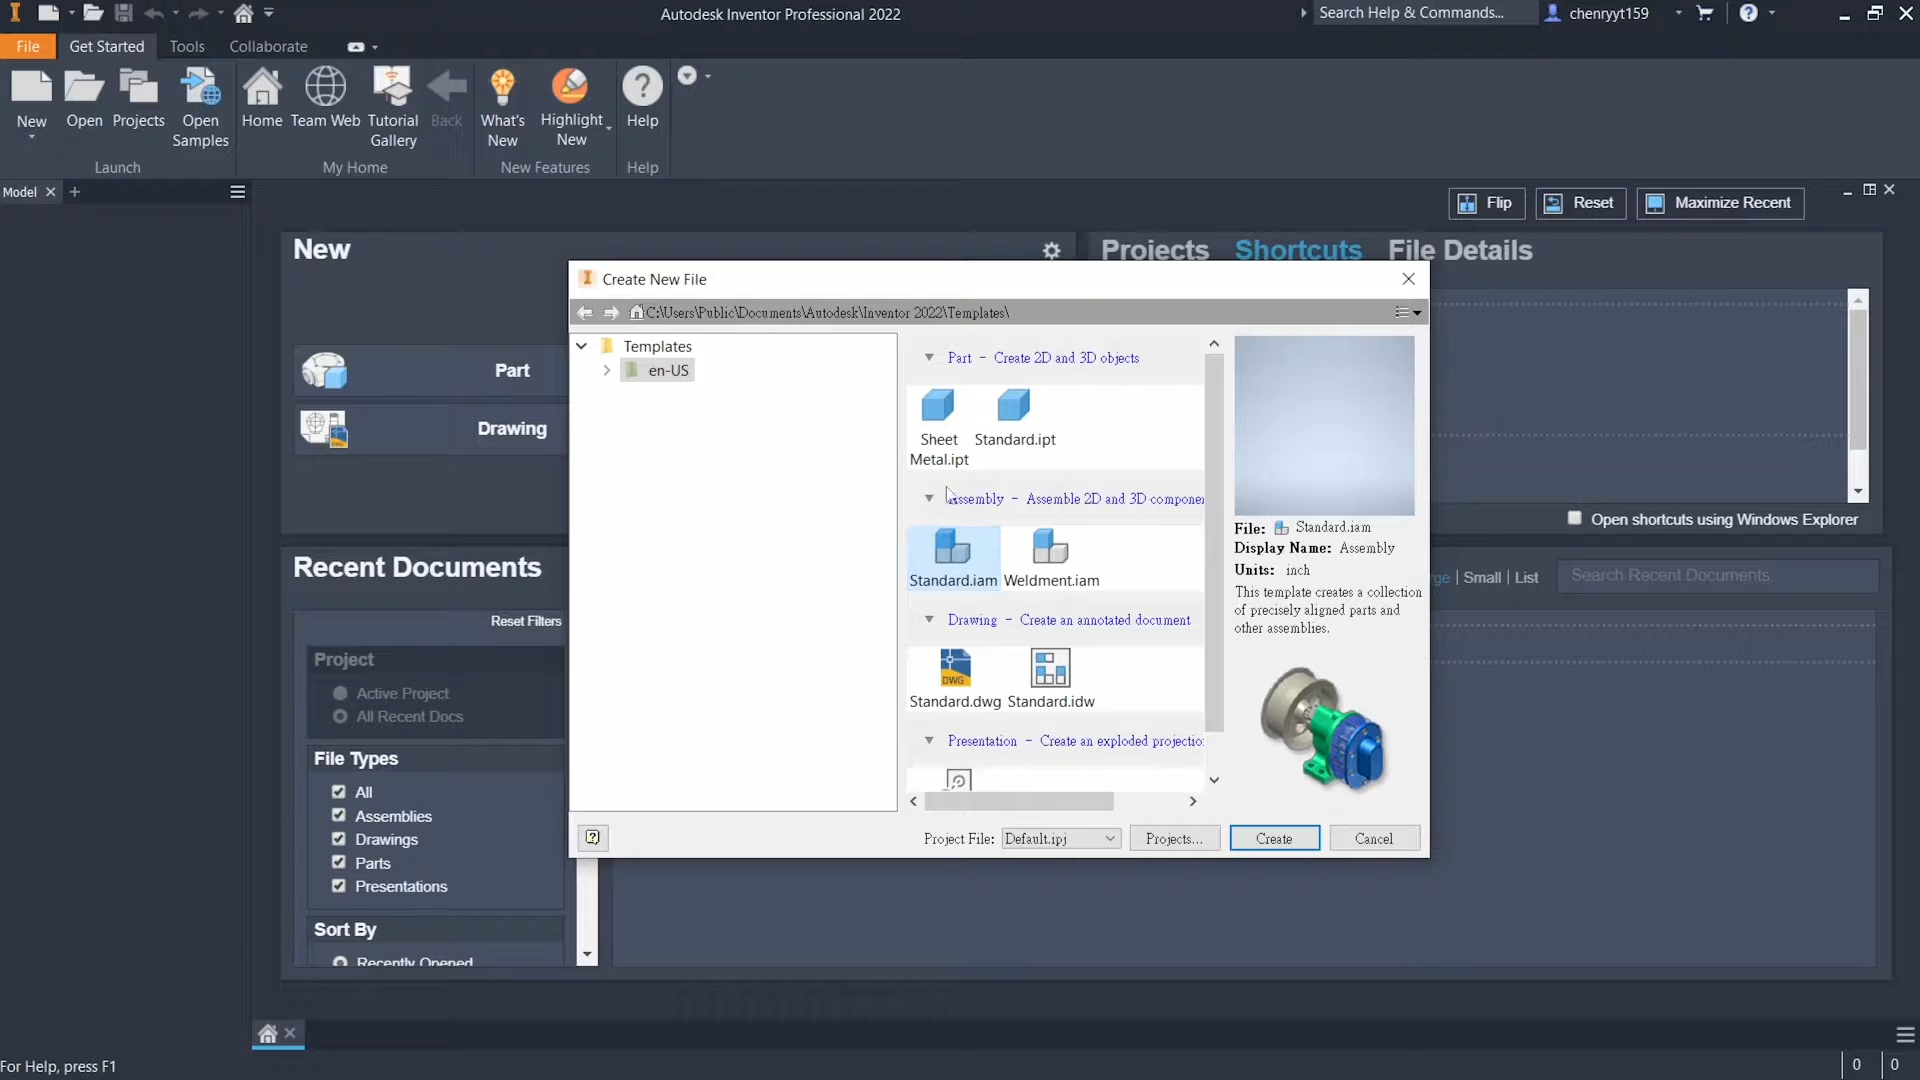 Autodesk Inventor Professional 2022
Search Help & Commands...
chenryyt159
File
Get Started
Tools
Collaborate
New
Open
Projects
Open
Samples
Home
Team Web
Tutorial
Gallery
Back
What's
New
Highlight
New
Help
Launch
My Home
New Features
Help
Model
Flip
Reset
Maximize Recent
New
Projects
Shortcuts
File Details
Part
Drawing
Create New File
C:\Users\Public\Documents\Autodesk\Inventor 2022\Templates\
Templates
en-US
Part - Create 2D and 3D objects
Sheet
Metal.ipt
Standard.ipt
Assembly - Assemble 2D and 3D componen
Standard.iam
Weldment.iam
Drawing - Create an annotated document
DWG
Standard.dwg
Standard.idw
Presentation - Create an exploded projectio
File: Standard.iam
Display Name: Assembly
Units: inch
This template creates a collection
of precisely aligned parts and
other assemblies.
Project File: Default.ipj
Projects...
Create
Cancel
Open shortcuts using Windows Explorer
Recent Documents
ge | Small | List
Search Recent Documents
Reset Filters
Project
Active Project
All Recent Docs
File Types
All
Assemblies
Drawings
Parts
Presentations
Sort By
Recently Opened
For Help, press F1
0
0